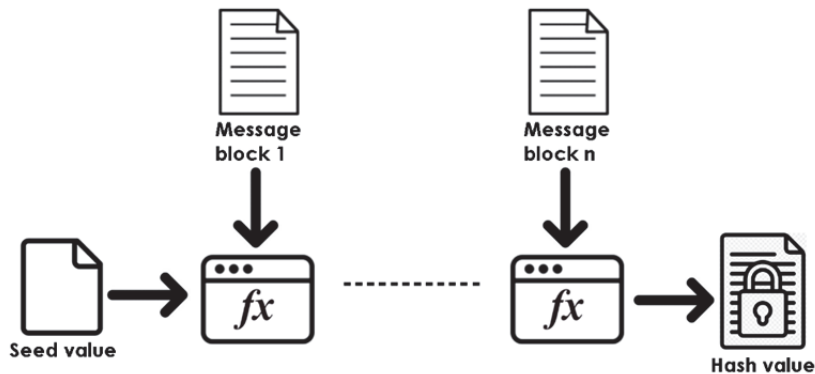 Message
block 1
Message
block n
fx
fx
Seed value
Hash value